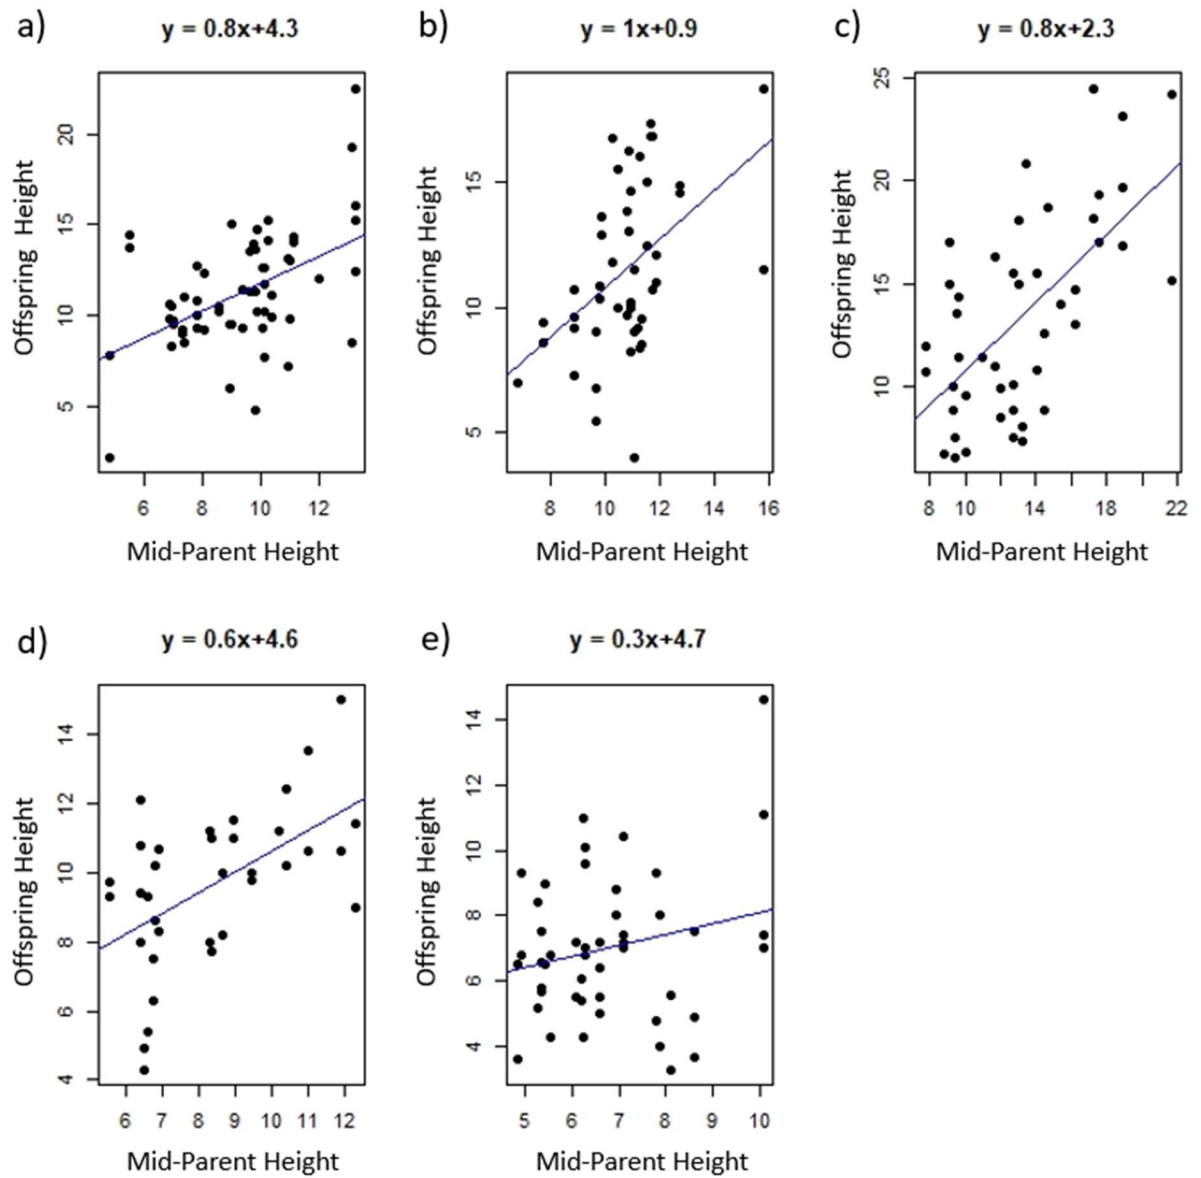 a)
y = 0.8x+4.3
Offspring Height
20
15
10
5
6 8 10 12
Mid-Parent Height
b)
y = 1x+0.9
Offspring Height
15
10
5
8 10 12 14 16
Mid-Parent Height
c)
y = 0.8x+2.3
Offspring Height
25
20
15
10
8 10 14 18 22
Mid-Parent Height
d)
y = 0.6x+4.6
Offspring Height
14
12
10
8
6
4
6 7 8 9 10 11 12
Mid-Parent Height
e)
y = 0.3x+4.7
Offspring Height
14
12
10
8
6
4
5 6 7 8 9 10
Mid-Parent Height